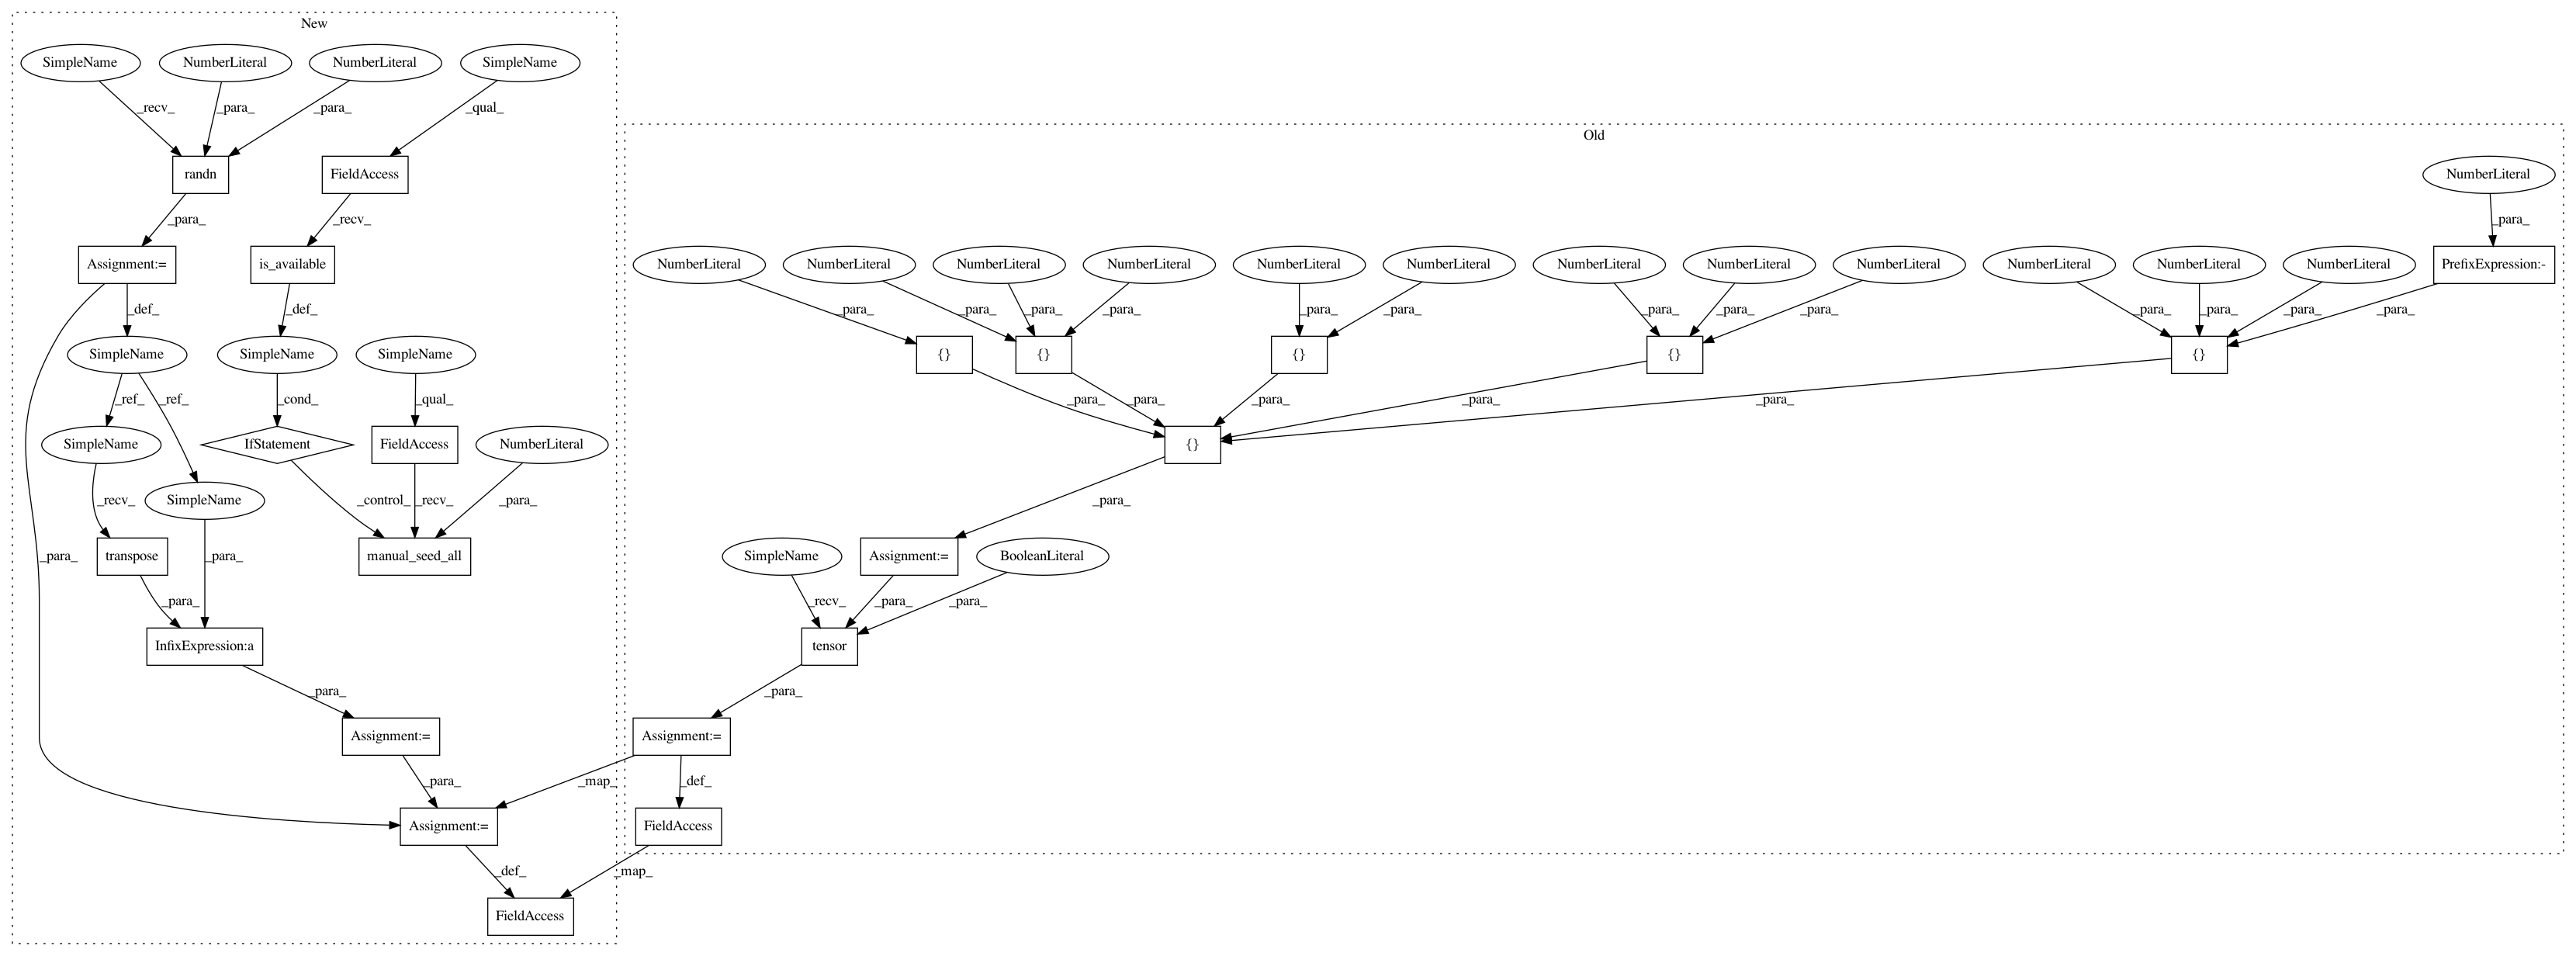 New
SimpleName NumberLiteral NumberLiteral SimpleName
_recv_ _para_ _para_ _qual_
Old
randn FieldAccess NumberLiteral
_para_ _recv_ _para_
Assignment:= is_available NumberLiteral NumberLiteral NumberLiteral NumberLiteral NumberLiteral NumberLiteral NumberLiteral NumberLiteral NumberLiteral NumberLiteral NumberLiteral NumberLiteral PrefixExpression:-
_def_ _def_ _para_ _para_ _para_ _para_ _para_ _para_ _para_ _para_ _para_ _para_ _para_ _para_ _para_
SimpleName SimpleName SimpleName {} {} {} {} {}
_ref_ _ref_ _cond_ _qual_ _para_ _para_ _para_ _para_ _para_
SimpleName IfStatement FieldAccess NumberLiteral {}
SimpleName
_recv_ _control_ _recv_ _para_ _para_
_para_ _para_
transpose manual_seed_all SimpleName Assignment:= BooleanLiteral
_para_ _recv_ _para_ _para_
InfixExpression:a tensor
_para_ _para_
Assignment:= Assignment:=
_para_ _map_ _def_
Assignment:= FieldAccess
_def_ _map_
FieldAccess